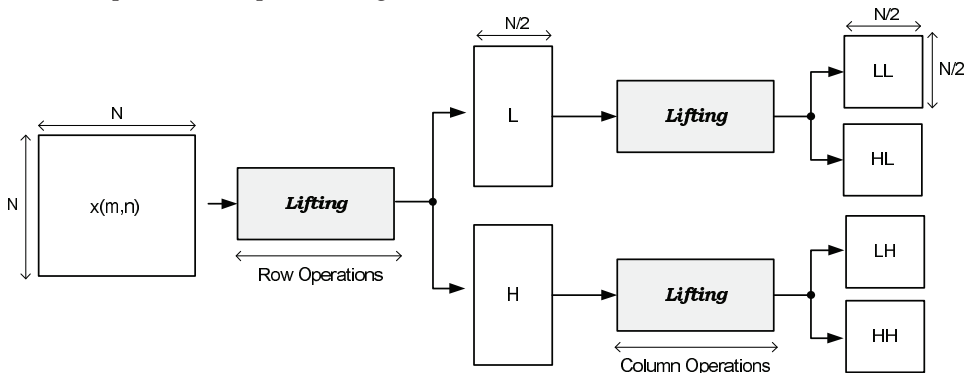 N/2
N/2
LL
N/2
N
L
Lifting
HL
N
x(m,n)
Lifting
Row Operations
LH
H
Lifting
HH
Column Operations